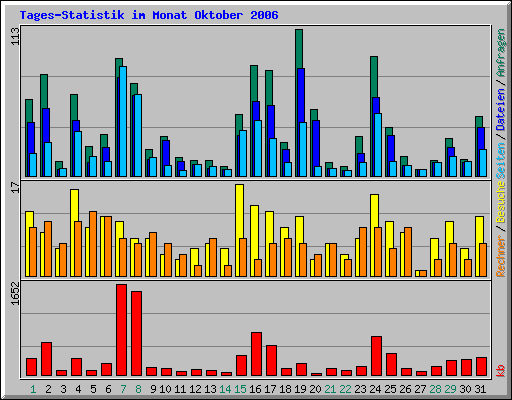 Tages-Statistik im Monat Oktober 2006
113
17
1652
Rechner / Besuche Seiten / Dateien / Anfragen
kb
1 2 3 4 5 6 7 8 9 10 11 12 13 14 15 16 17 18 19 20 21 22 23 24 25 26 27 28 29 30 31